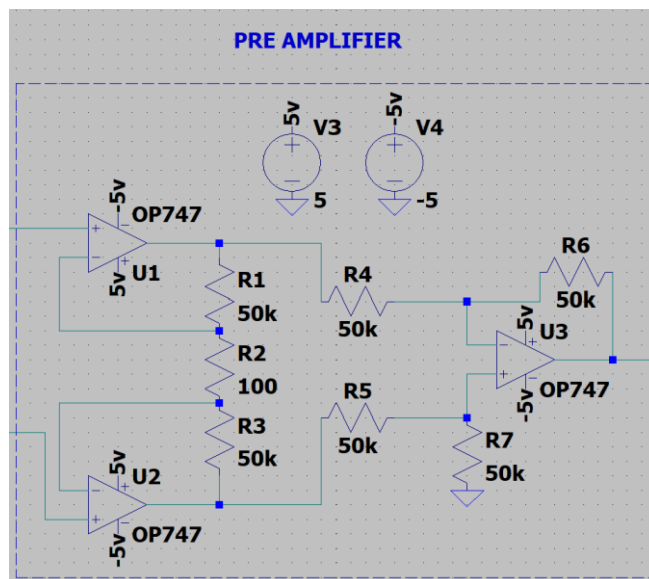 PRE AMPLIFIER
5v
V3
5
-5v
V4
-5
-5v
OP747
U1
5v
R1
50k
R2
100
R3
50k
5v
U2
OP747
-5v
R4
50k
R5
50k
R6
50k
5v
U3
OP747
-5v
R7
50k